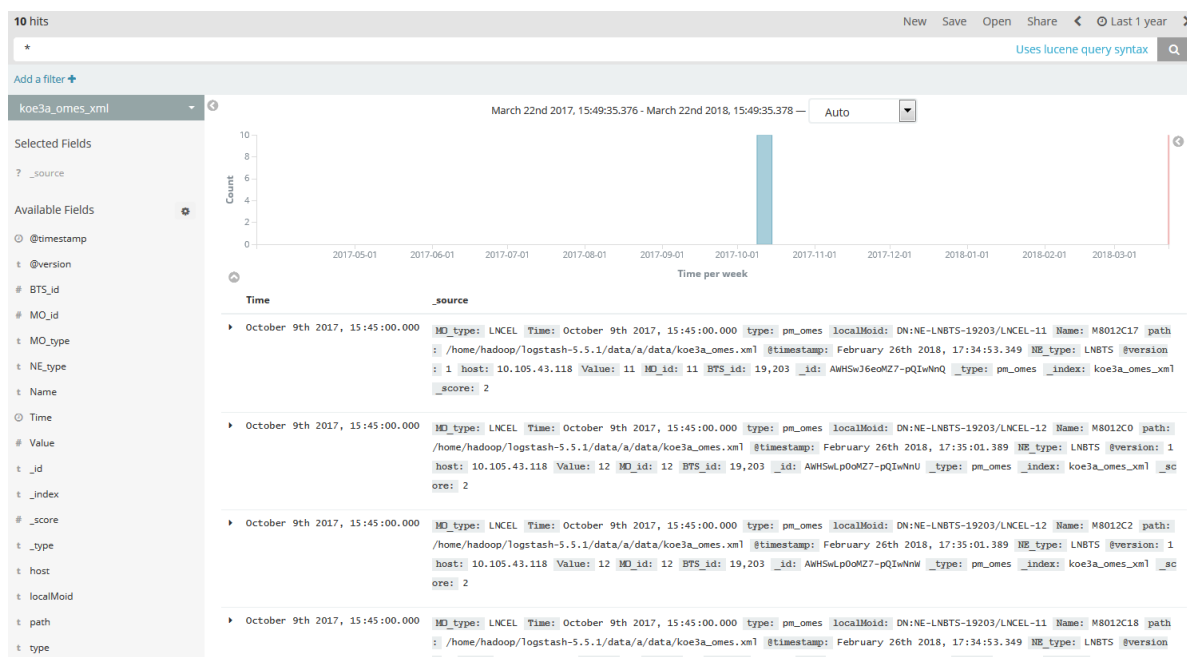 10 hits
New Save Open Share Last 1 year
*
Uses lucene query syntax
Add a filter
koe3a_omes_xml
Selected Fields
? _source
Available Fields
@timestamp
t @version
# BTS_id
# MO_id
t MO_type
t NE_type
t Name
Time
# Value
t _id
t _index
# _score
t _type
t host
t localMoid
t path
t type
March 22nd 2017, 15:49:35.376 - March 22nd 2018, 15:49:35.378 — Auto
Count
10
8
6
4
2
0
2017-05-01 2017-06-01 2017-07-01 2017-08-01 2017-09-01 2017-10-01 2017-11-01 2017-12-01 2018-01-01 2018-02-01 2018-03-01
Time per week
Time _source
October 9th 2017, 15:45:00.000 MO_type: LNCEL Time: October 9th 2017, 15:45:00.000 type: pm_omes localMoid: DN:NE-LNBTS-19203/LNCEL-11 Name: M8012C17 path
: /home/hadoop/logstash-5.5.1/data/a/data/koe3a_omes.xml @timestamp: February 26th 2018, 17:34:53.349 NE_type: LNBTS @version
: 1 host: 10.105.43.118 Value: 11 MO_id: 11 BTS_id: 19,203 _id: AWHSwJ6eoMZ7-pQIwNnQ _type: pm_omes _index: koe3a_omes_xml
_score: 2
October 9th 2017, 15:45:00.000 MO_type: LNCEL Time: October 9th 2017, 15:45:00.000 type: pm_omes localMoid: DN:NE-LNBTS-19203/LNCEL-12 Name: M8012C0 path:
/home/hadoop/logstash-5.5.1/data/a/data/koe3a_omes.xml @timestamp: February 26th 2018, 17:35:01.389 NE_type: LNBTS @version: 1
host: 10.105.43.118 Value: 12 MO_id: 12 BTS_id: 19,203 _id: AWHSwLpOoMZ7-pQIwNnU _type: pm_omes _index: koe3a_omes_xml _sc
ore: 2
October 9th 2017, 15:45:00.000 MO_type: LNCEL Time: October 9th 2017, 15:45:00.000 type: pm_omes localMoid: DN:NE-LNBTS-19203/LNCEL-12 Name: M8012C2 path:
/home/hadoop/logstash-5.5.1/data/a/data/koe3a_omes.xml @timestamp: February 26th 2018, 17:35:01.389 NE_type: LNBTS @version: 1
host: 10.105.43.118 Value: 12 MO_id: 12 BTS_id: 19,203 _id: AWHSwLpOoMZ7-pQIwNnW _type: pm_omes _index: koe3a_omes_xml _sc
ore: 2
October 9th 2017, 15:45:00.000 MO_type: LNCEL Time: October 9th 2017, 15:45:00.000 type: pm_omes localMoid: DN:NE-LNBTS-19203/LNCEL-11 Name: M8012C18 path
: /home/hadoop/logstash-5.5.1/data/a/data/koe3a_omes.xml @timestamp: February 26th 2018, 17:34:53.349 NE_type: LNBTS @version